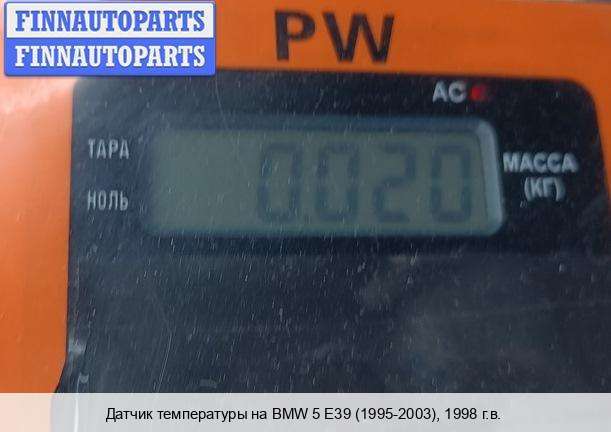 FINNAUTOPARTS
FINNAUTOPARTS
PW
AC
ТАРА
НОЛЬ
0.020
МАССА
(КГ)
Датчик температуры на BMW 5 E39 (1995-2003), 1998 г.в.